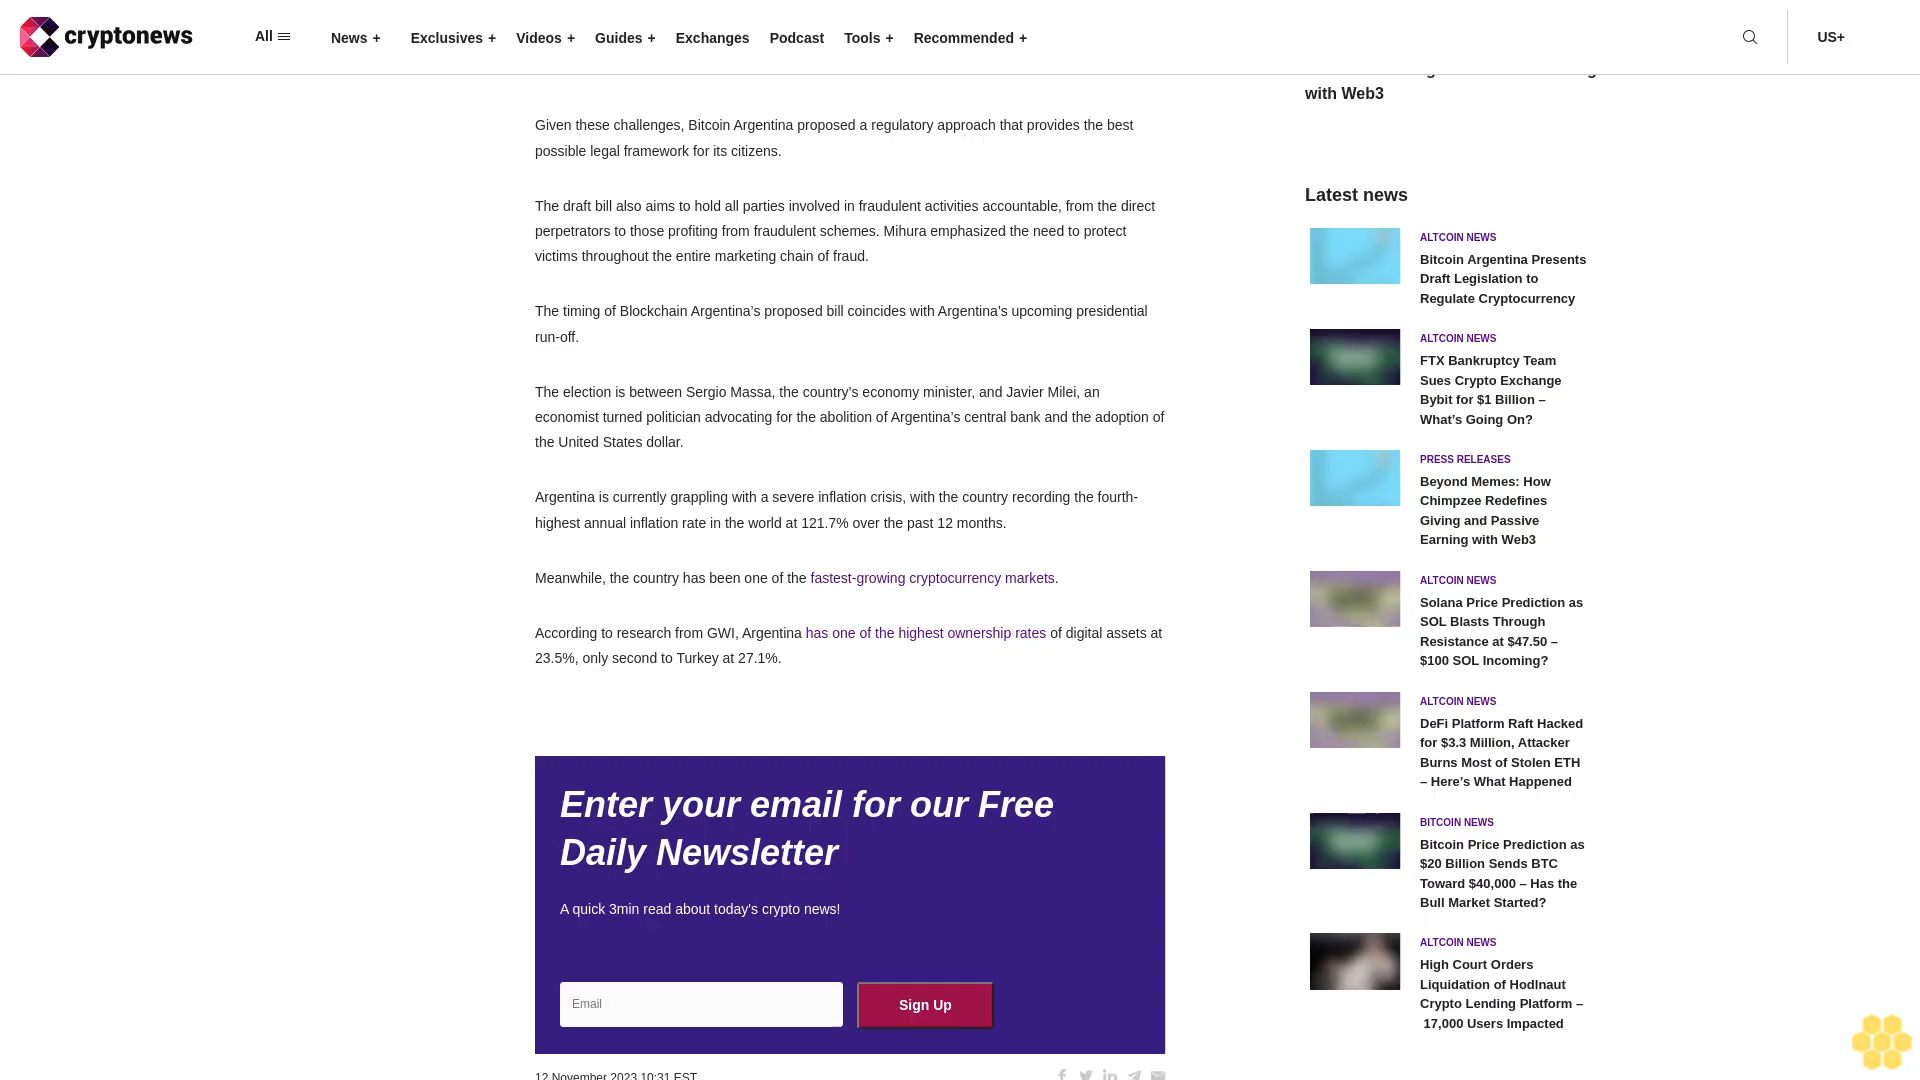 cryptonews
All
News +
Exclusives +
Videos +
Guides +
Exchanges
Podcast
Tools +
Recommended +
US+
Given these challenges, Bitcoin Argentina proposed a regulatory approach that provides the best
possible legal framework for its citizens.
The draft bill also aims to hold all parties involved in fraudulent activities accountable, from the direct
perpetrators to those profiting from fraudulent schemes. Mihura emphasized the need to protect
victims throughout the entire marketing chain of fraud.
The timing of Blockchain Argentina’s proposed bill coincides with Argentina’s upcoming presidential
run-off.
The election is between Sergio Massa, the country’s economy minister, and Javier Milei, an
economist turned politician advocating for the abolition of Argentina’s central bank and the adoption of
the United States dollar.
Argentina is currently grappling with a severe inflation crisis, with the country recording the fourth-
highest annual inflation rate in the world at 121.7% over the past 12 months.
Meanwhile, the country has been one of the fastest-growing cryptocurrency markets.
According to research from GWI, Argentina has one of the highest ownership rates of digital assets at
23.5%, only second to Turkey at 27.1%.
Enter your email for our Free
Daily Newsletter
A quick 3min read about today's crypto news!
Email
Sign Up
12 November 2023 10:31 EST
with Web3
Latest news
ALTCOIN NEWS
Bitcoin Argentina Presents
Draft Legislation to
Regulate Cryptocurrency
ALTCOIN NEWS
FTX Bankruptcy Team
Sues Crypto Exchange
Bybit for $1 Billion –
What’s Going On?
PRESS RELEASES
Beyond Memes: How
Chimpzee Redefines
Giving and Passive
Earning with Web3
ALTCOIN NEWS
Solana Price Prediction as
SOL Blasts Through
Resistance at $47.50 –
$100 SOL Incoming?
ALTCOIN NEWS
DeFi Platform Raft Hacked
for $3.3 Million, Attacker
Burns Most of Stolen ETH
– Here’s What Happened
BITCOIN NEWS
Bitcoin Price Prediction as
$20 Billion Sends BTC
Toward $40,000 – Has the
Bull Market Started?
ALTCOIN NEWS
High Court Orders
Liquidation of Hodlnaut
Crypto Lending Platform –
17,000 Users Impacted